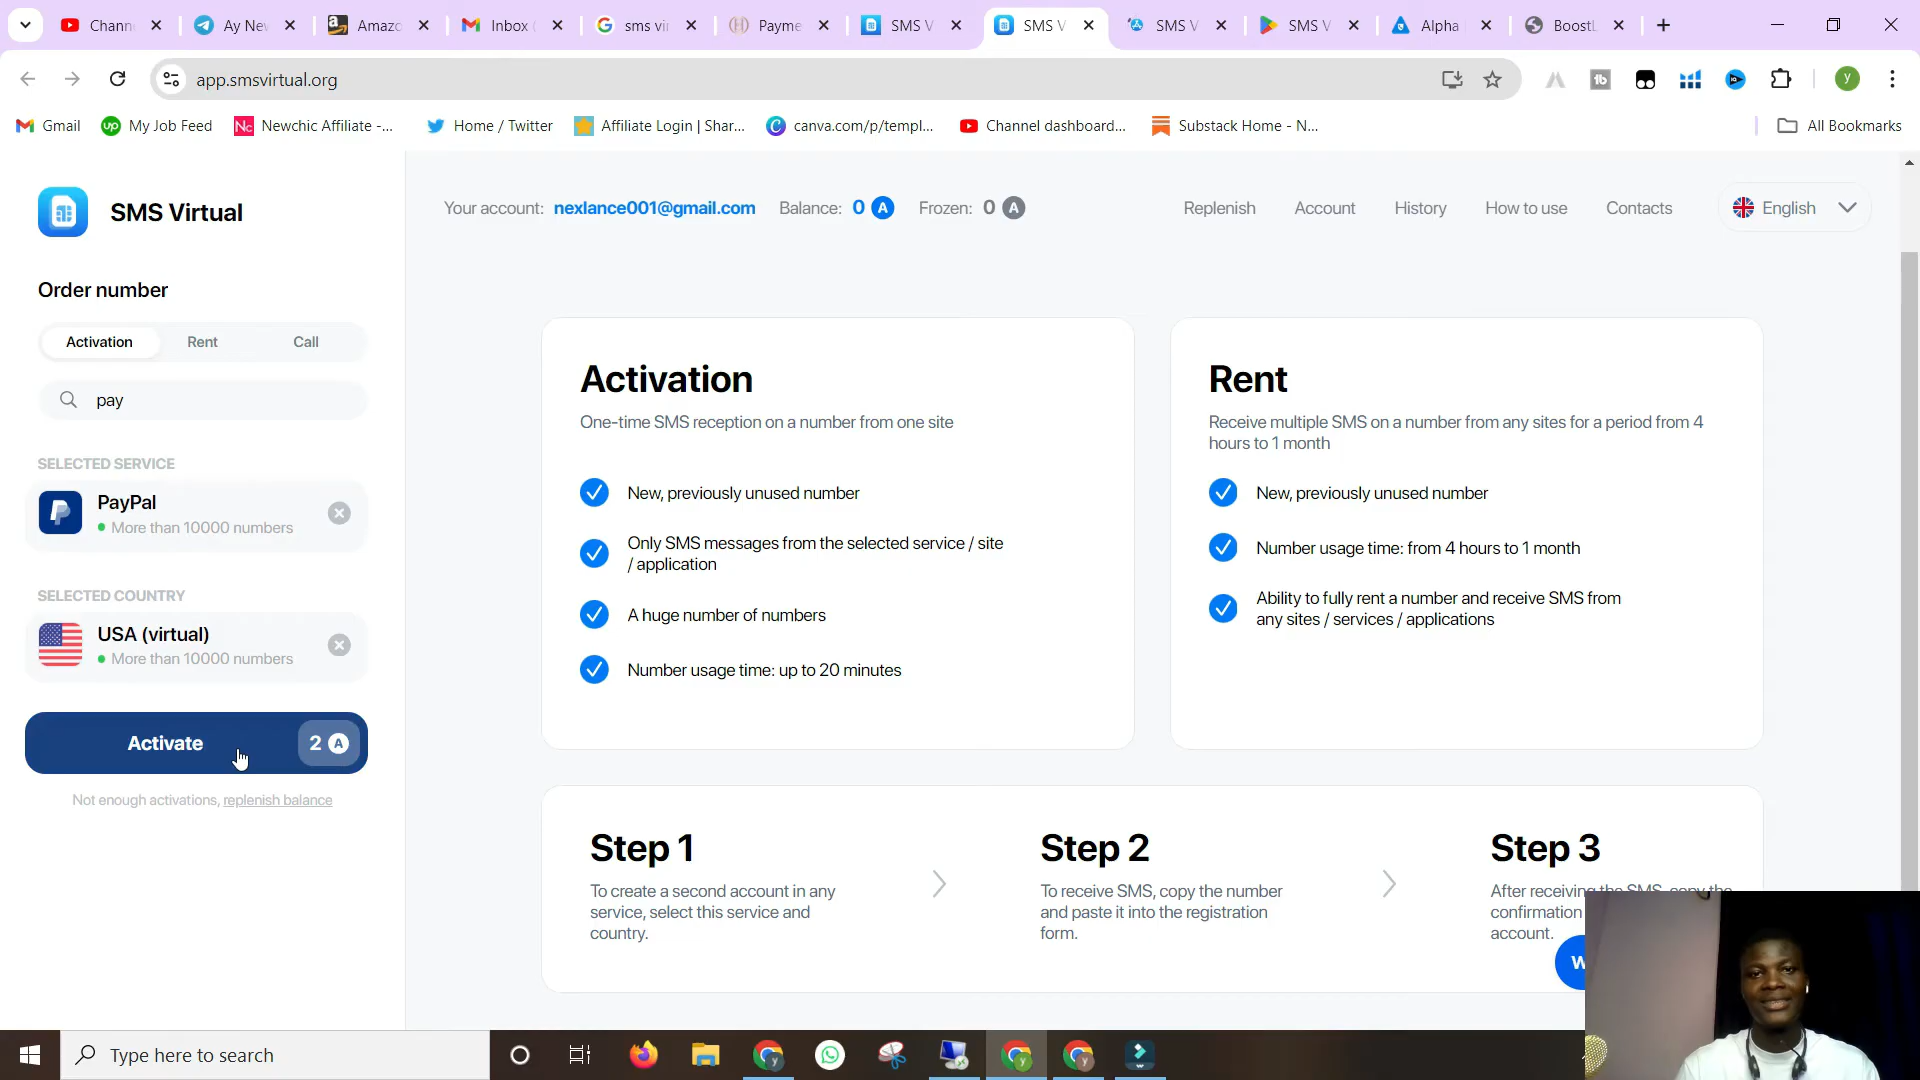 Chann
Ay Nev
Amazo
Inbox (
sms vir
Payme
SMS V
SMS V
SMS V
SMS V
Alpha
BoostL
app.smsvirtual.org
Gmail
My Job Feed
Newchic Affiliate -...
Home / Twitter
Affiliate Login | Shar...
canva.com/p/templ...
Channel dashboard...
Substack Home - N...
All Bookmarks
SMS Virtual
Your account: nexlance001@gmail.com Balance: 0 A Frozen: 0 A
Replenish
Account
History
How to use
Contacts
English
Order number
Activation
Rent
Call
pay
SELECTED SERVICE
PayPal
More than 10000 numbers
SELECTED COUNTRY
USA (virtual)
More than 10000 numbers
Activate
2 A
Not enough activations, replenish balance
Activation
One-time SMS reception on a number from one site
New, previously unused number
Only SMS messages from the selected service / site
/ application
A huge number of numbers
Number usage time: up to 20 minutes
Rent
Receive multiple SMS on a number from any sites for a period from 4
hours to 1 month
New, previously unused number
Number usage time: from 4 hours to 1 month
Ability to fully rent a number and receive SMS from
any sites / services / applications
Step 1
To create a second account in any
service, select this service and
country.
Step 2
To receive SMS, copy the number
and paste it into the registration
form.
Step 3
After receiving the SMS, copy the
confirmation
account.
Type here to search